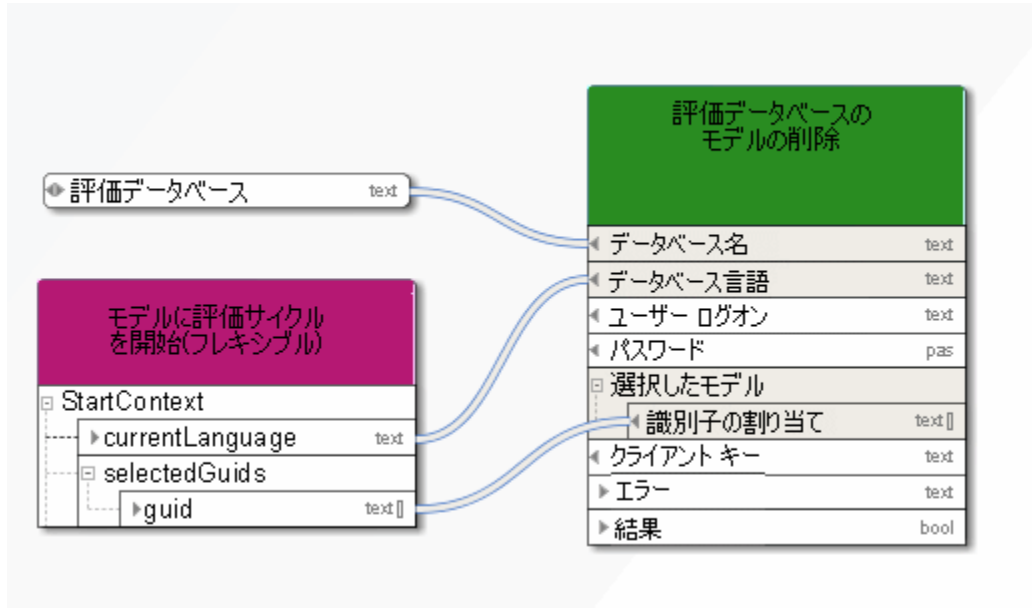 評価データベース text
モデルに評価サイクル
を開始(フレキシブル)
StartContext
currentLanguage text
selectedGuids
guid text[]
評価データベースの
モデルの削除
データベース名 text
データベース言語 text
ユーザー ログオン text
パスワード pas
選択したモデル
識別子の割り当て text[]
クライアント キー text
エラー text
結果 bool